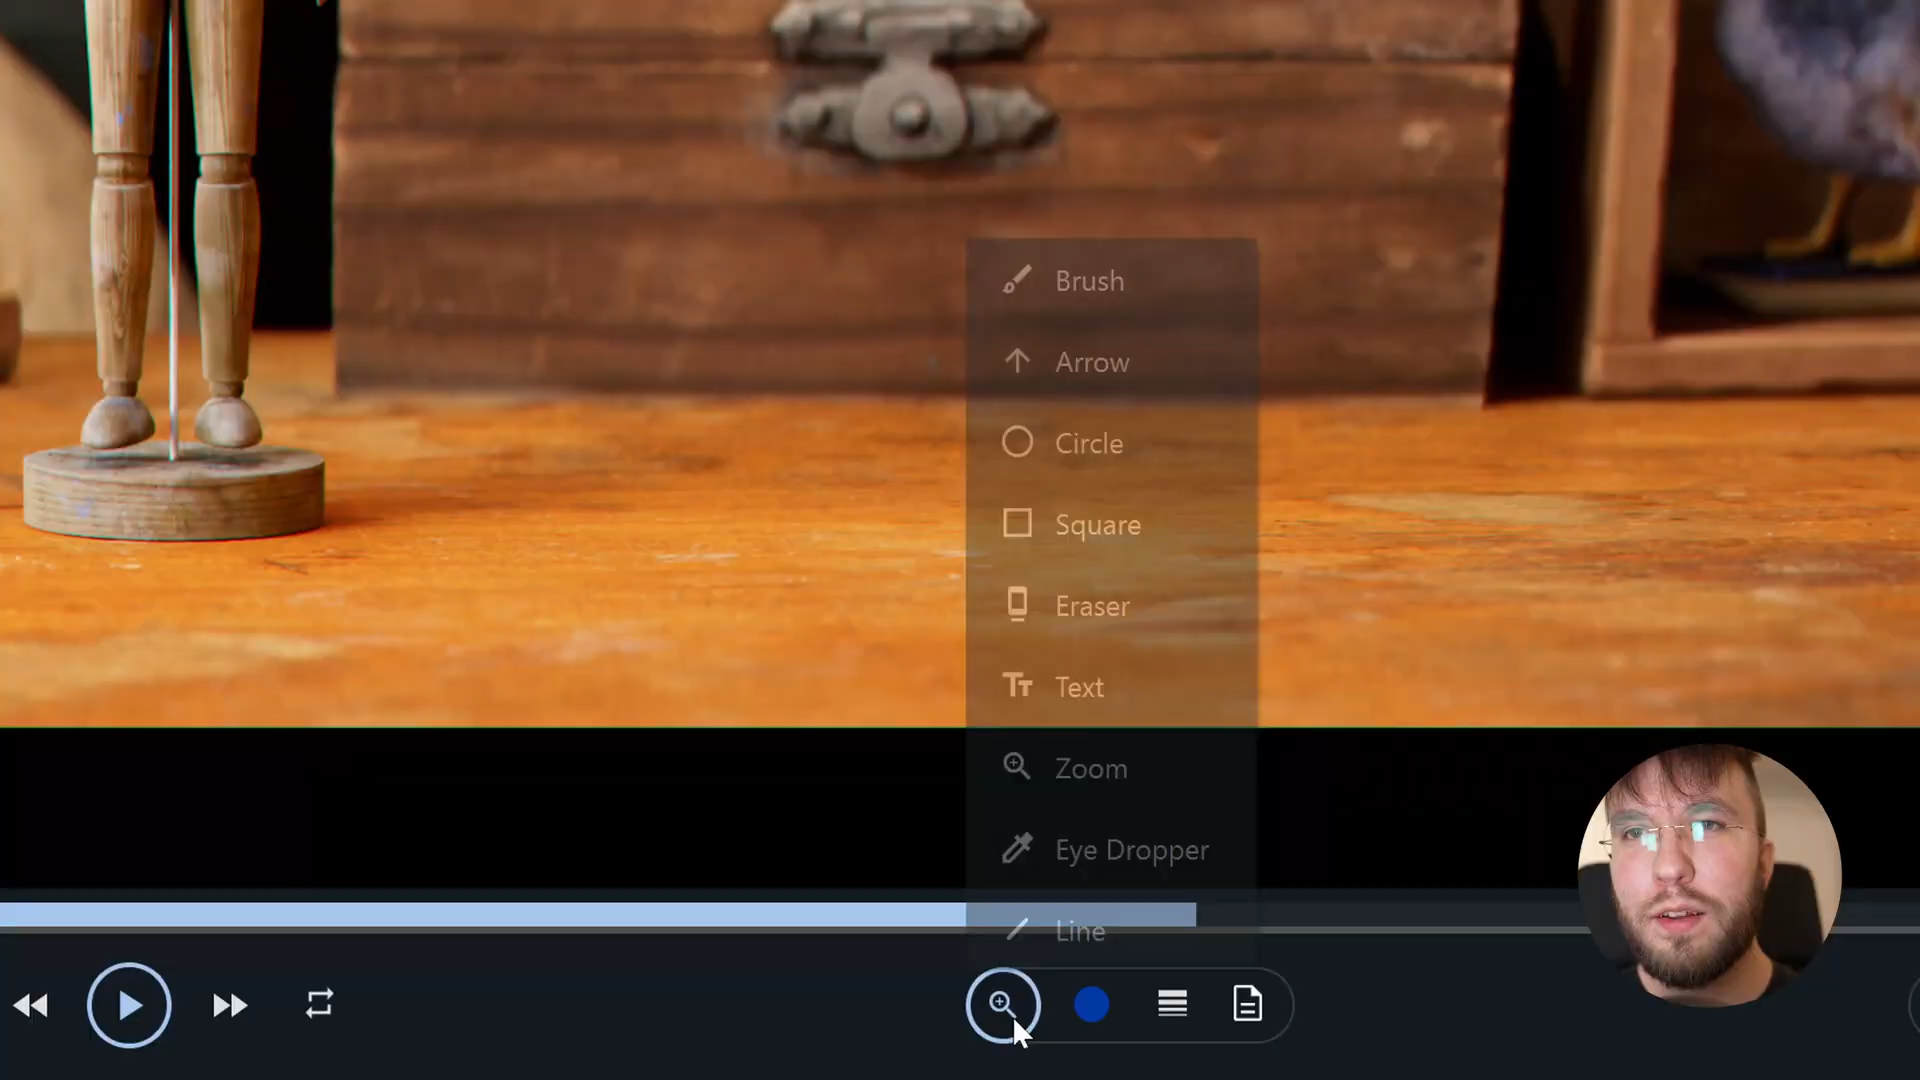 Brush
Arrow
Circle
Square
Eraser
Text
Zoom
Eye Dropper
Line